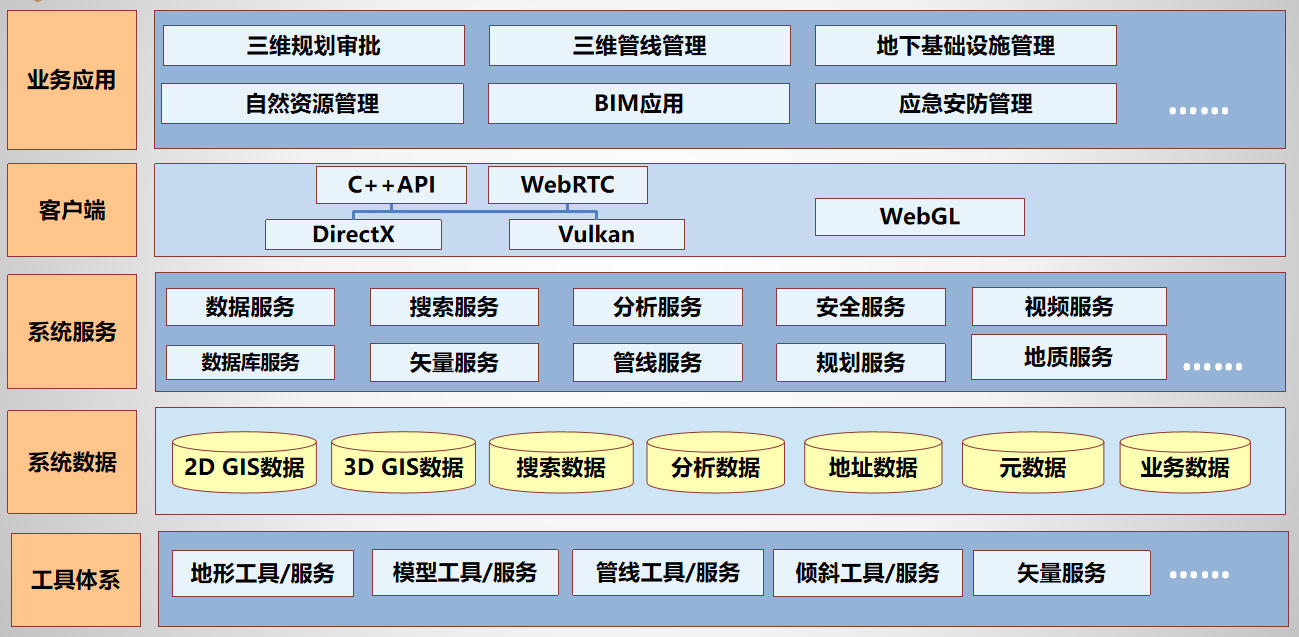 业务应用
三维规划审批
三维管线管理
地下基础设施管理
自然资源管理
BIM应用
应急安防管理
······
客户端
C++API
WebRTC
DirectX
Vulkan
WebGL
系统服务
数据服务
搜索服务
分析服务
安全服务
视频服务
数据库服务
矢量服务
管线服务
规划服务
地质服务
······
系统数据
2D GIS数据
3D GIS数据
搜索数据
分析数据
地址数据
元数据
业务数据
工具体系
地形工具/服务
模型工具/服务
管线工具/服务
倾斜工具/服务
矢量服务
······